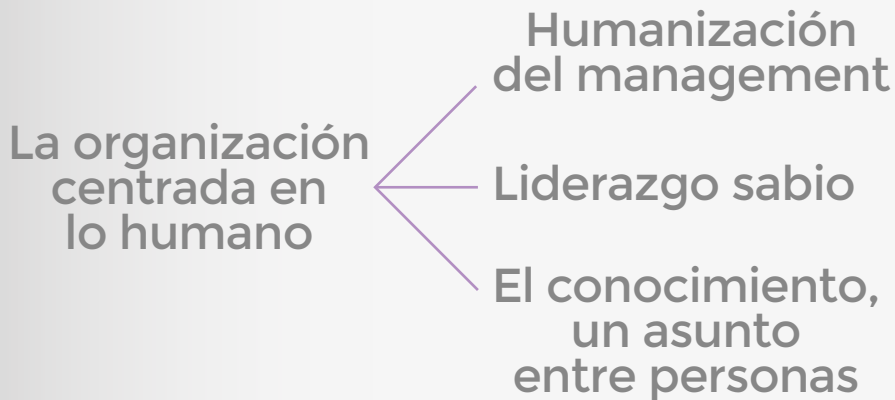 La organización
centrada en
lo humano
Humanización
del management
Liderazgo sabio
El conocimiento,
un asunto
entre personas